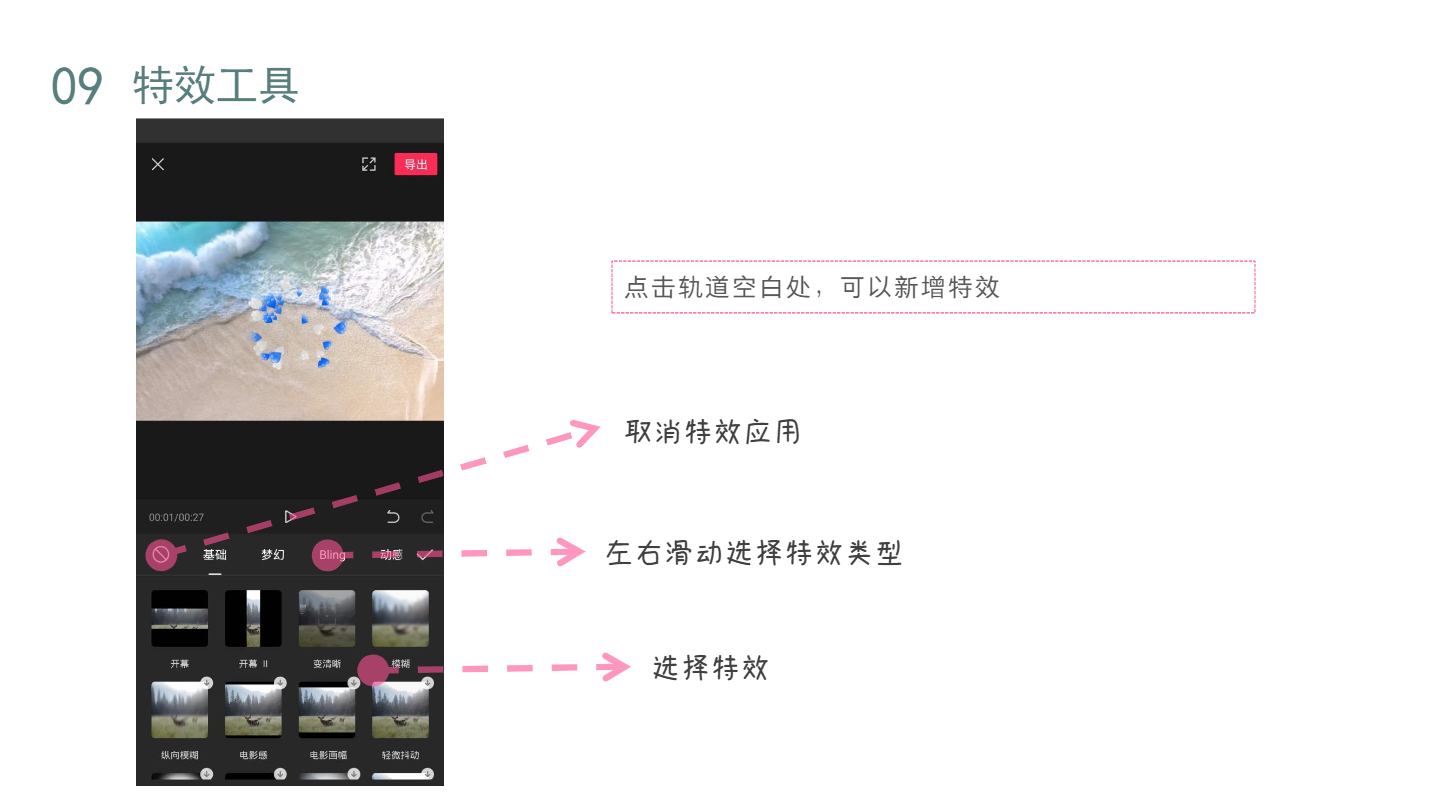 09 特效工具
导出
点击轨道空白处，可以新增特效
取消特效应用
00:01/00:27
基础 梦幻 Bling 动感
左右滑动选择特效类型
开幕 开幕 II 变清晰 模糊
选择特效
纵向模糊 电影感 电影画幅 轻微抖动